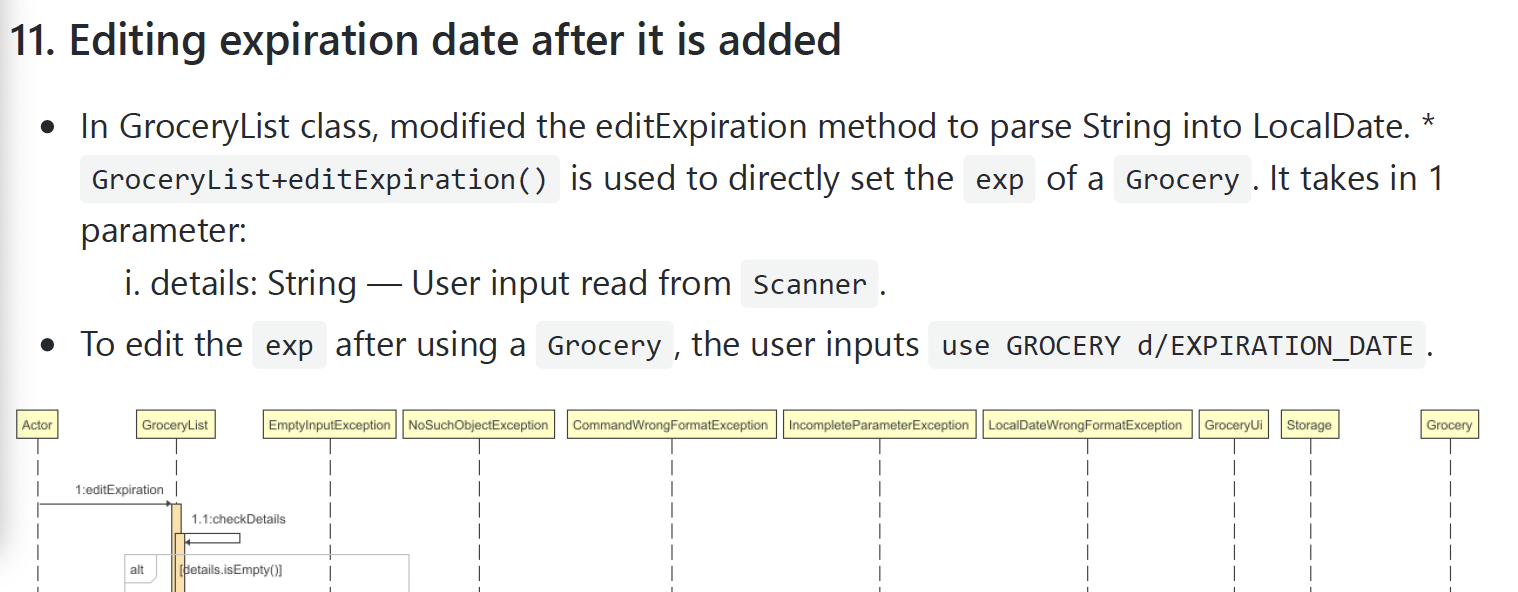 11. Editing expiration date after it is added
• In GroceryList class, modified the editExpiration method to parse String into LocalDate. *
GroceryList+editExpiration() is used to directly set the exp of a Grocery. It takes in 1
parameter:
i. details: String — User input read from Scanner.
• To edit the exp after using a Grocery, the user inputs use GROCERY d/EXPIRATION_DATE.
Actor GroceryList EmptyInputException NoSuchObjectException CommandWrongFormatException IncompleteParameterException LocalDateWrongFormatException GroceryUi Storage Grocery
1:editExpiration
1.1:checkDetails
alt [details.isEmpty()]